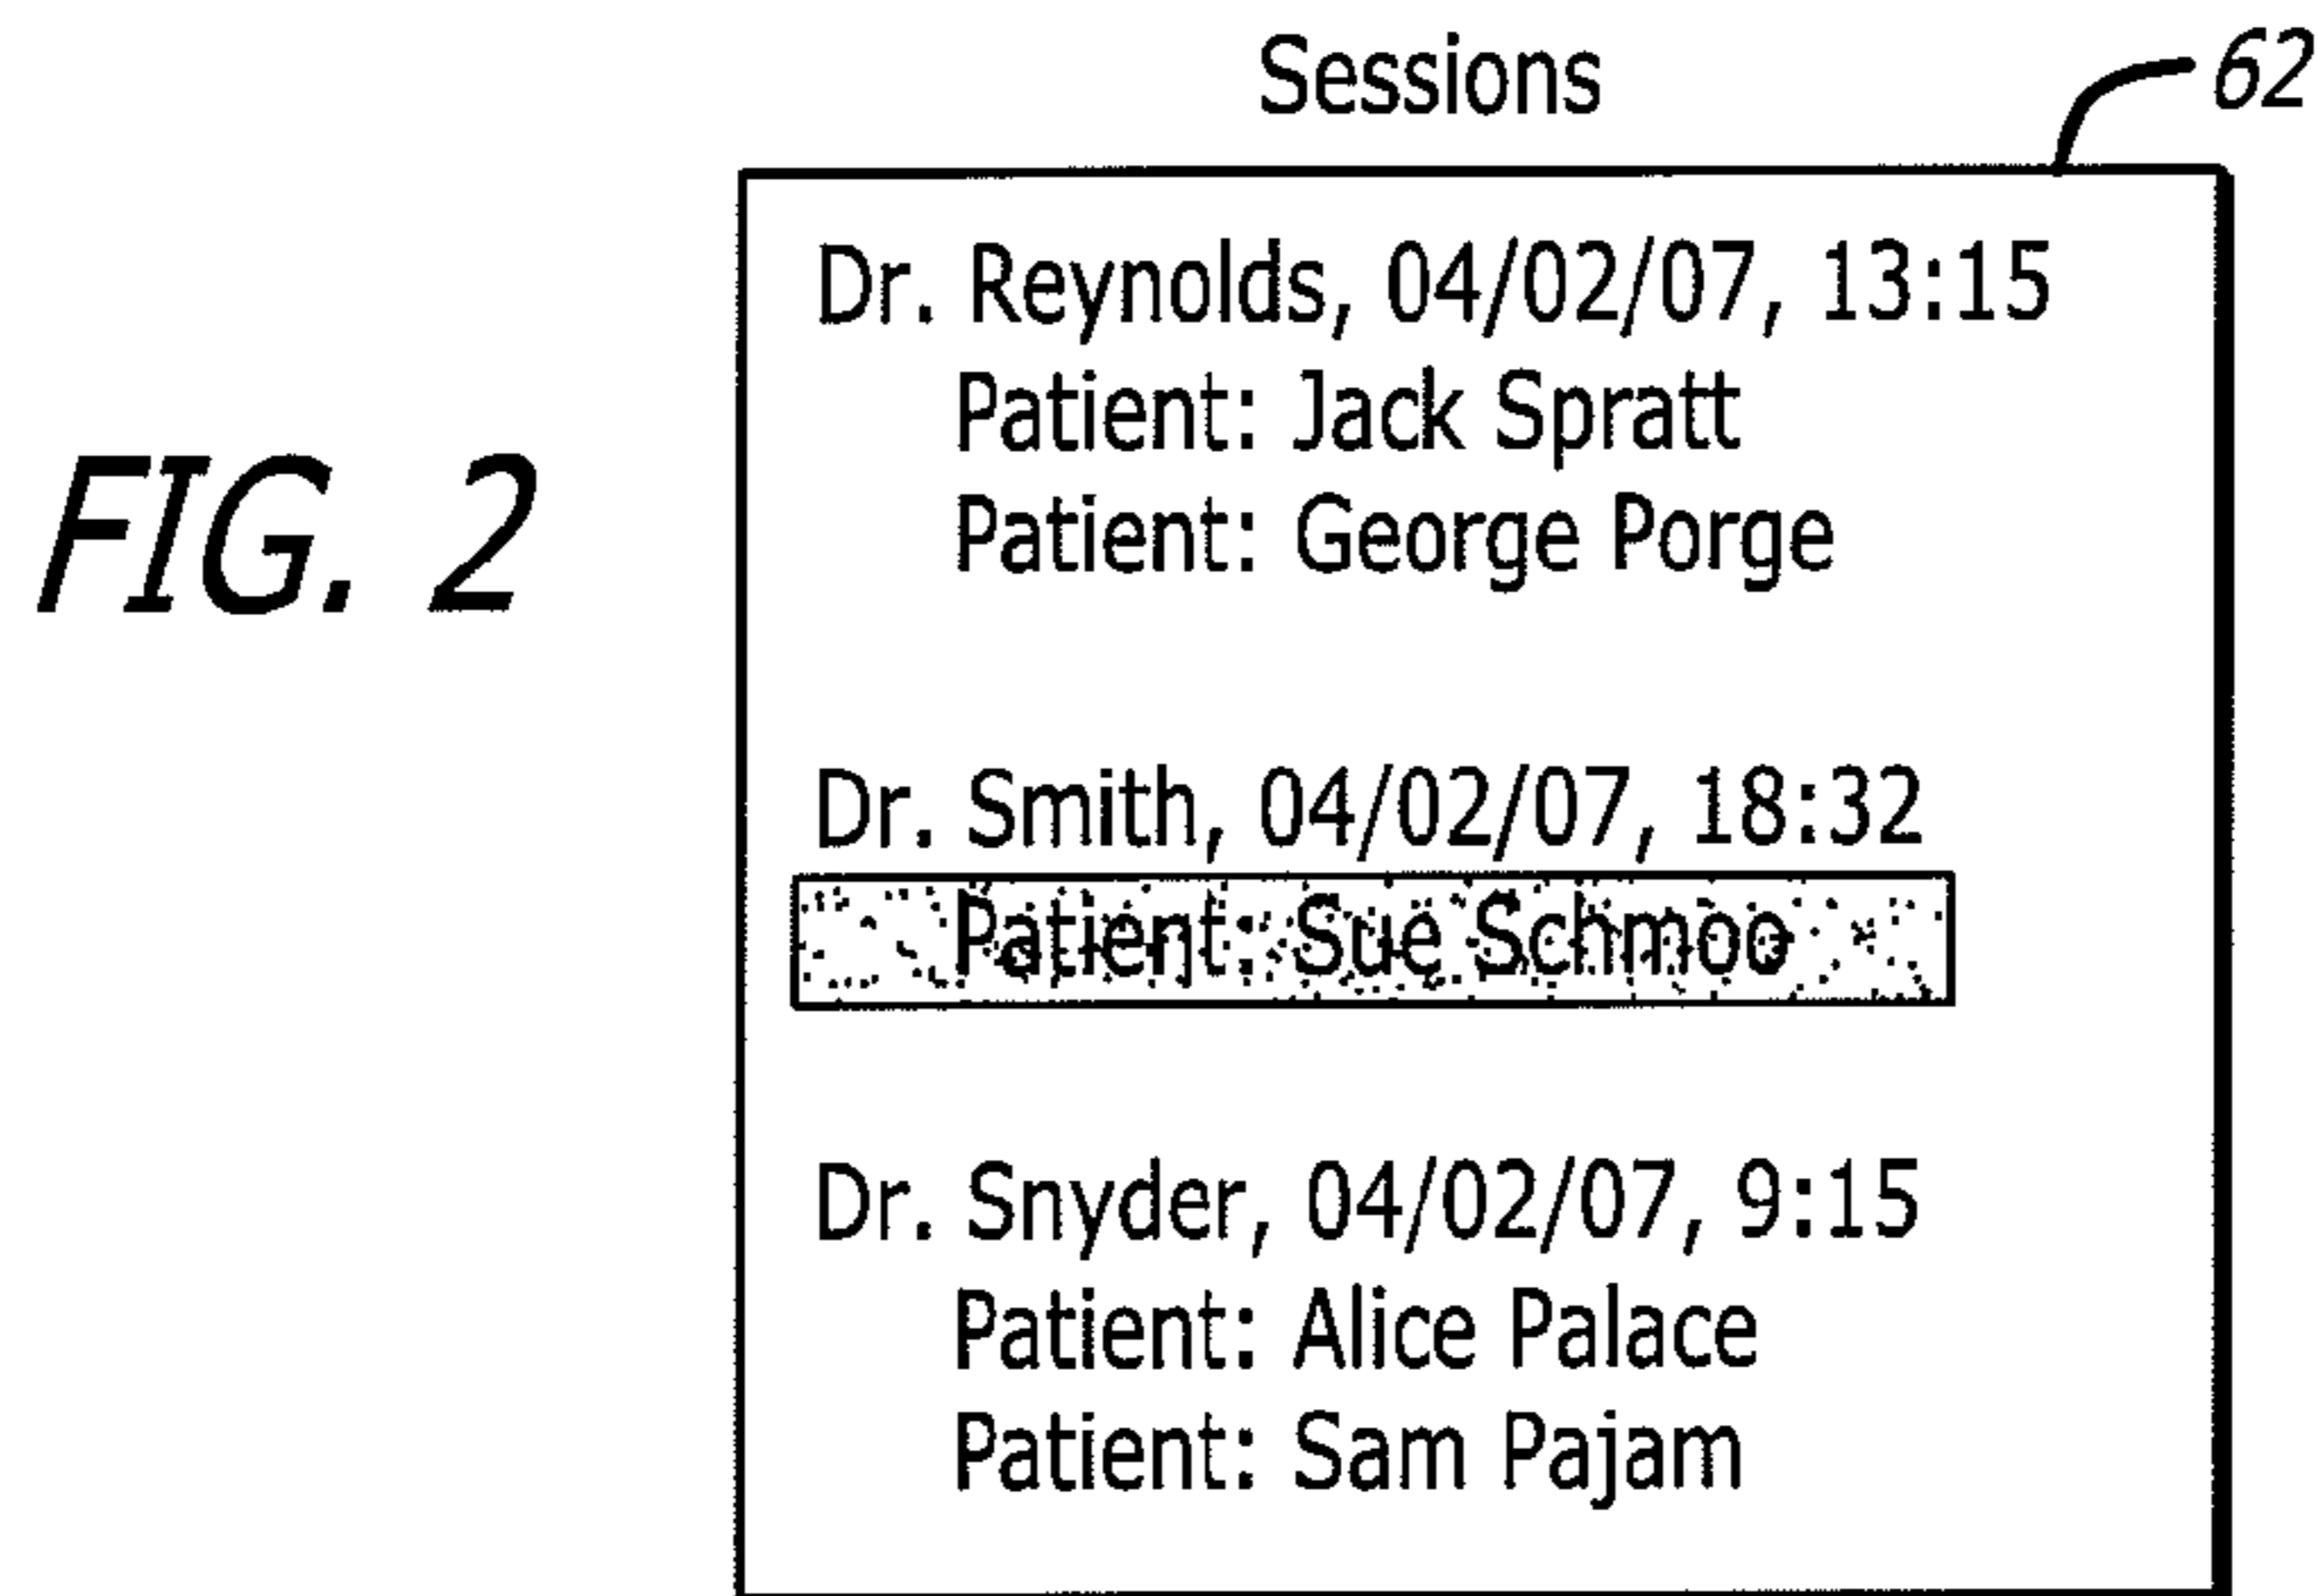 Sessions
62
Dr. Reynolds, 04/02/07, 13:15
Patient: Jack Spratt
Patient: George Porge
FIG. 2
Dr. Smith, 04/02/07, 18:32
Patient: Sue Schmoo
Dr. Snyder, 04/02/07, 9:15
Patient: Alice Palace
Patient: Sam Pajam